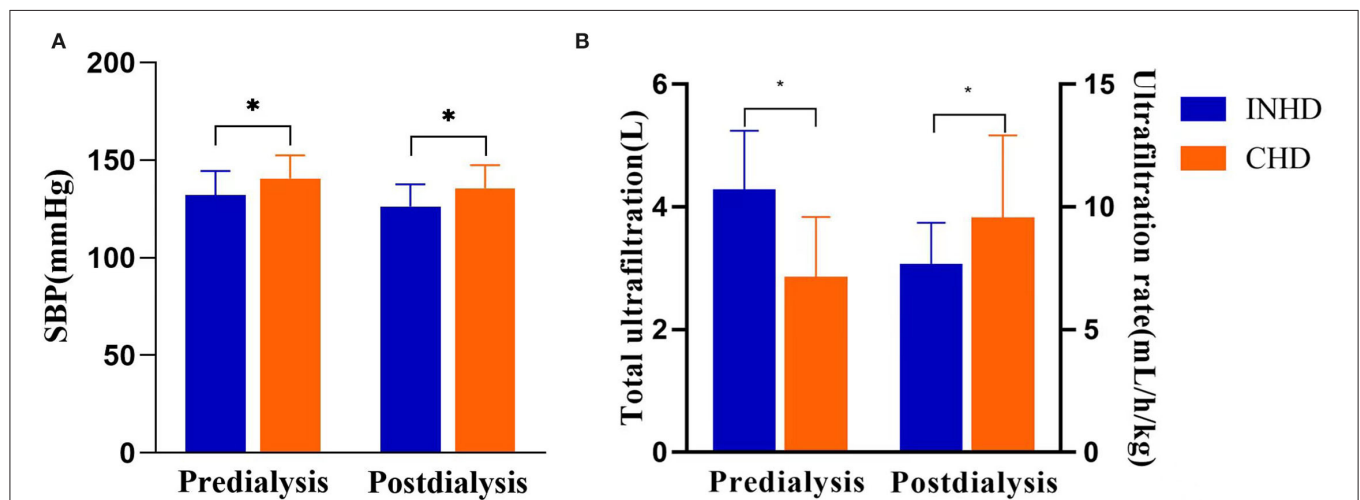 A
SBP(mmHg)
200
150
100
50
0
*
*
Predialysis
Postdialysis
B
Total ultrafiltration(L)
6
4
2
0
*
*
Predialysis
Postdialysis
15
10
5
0
Ultrafiltration rate(mL/h/kg)
INHD
CHD